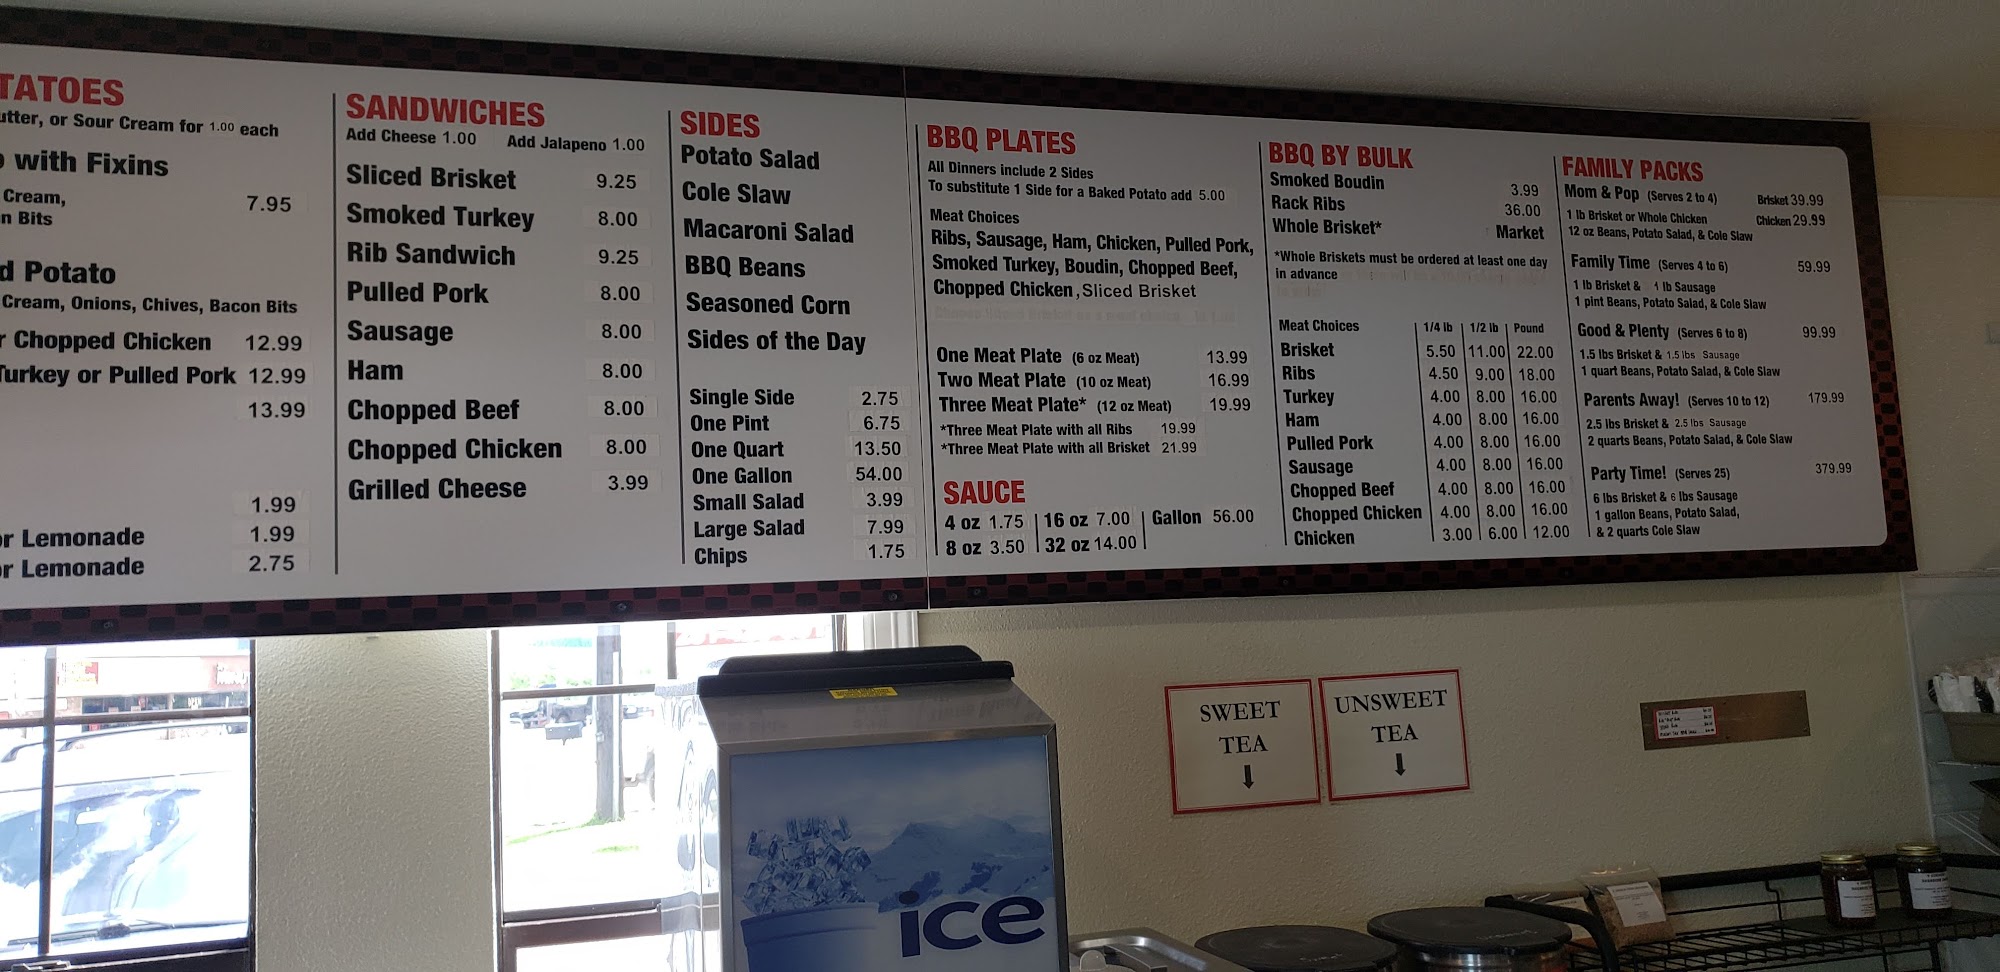 TATOES
utter, or Sour Cream for 1.00 each
with Fixins
Cream,
n Bits 7.95
d Potato
Cream, Onions, Chives, Bacon Bits
r Chopped Chicken 12.99
Turkey or Pulled Pork 12.99
13.99
1.99
or Lemonade 1.99
or Lemonade 2.75
SANDWICHES
Add Cheese 1.00 Add Jalapeno 1.00
Sliced Brisket 9.25
Smoked Turkey 8.00
Rib Sandwich 9.25
Pulled Pork 8.00
Sausage 8.00
Ham 8.00
Chopped Beef 8.00
Chopped Chicken 8.00
Grilled Cheese 3.99
SIDES
Potato Salad
Cole Slaw
Macaroni Salad
BBQ Beans
Seasoned Corn
Sides of the Day
Single Side 2.75
One Pint 6.75
One Quart 13.50
One Gallon 54.00
Small Salad 3.99
Large Salad 7.99
Chips 1.75
BBQ PLATES
All Dinners include 2 Sides
To substitute 1 Side for a Baked Potato add 5.00
Meat Choices
Ribs, Sausage, Ham, Chicken, Pulled Pork,
Smoked Turkey, Boudin, Chopped Beef,
Chopped Chicken, Sliced Brisket
One Meat Plate (6 oz Meat) 13.99
Two Meat Plate (10 oz Meat) 16.99
Three Meat Plate* (12 oz Meat) 19.99
*Three Meat Plate with all Ribs 19.99
*Three Meat Plate with all Brisket 21.99
SAUCE
4 oz 1.75 16 oz 7.00 Gallon 56.00
8 oz 3.50 32 oz 14.00
BBQ BY BULK
Smoked Boudin 3.99
Rack Ribs 36.00
Whole Brisket* Market
*Whole Briskets must be ordered at least one day
in advance
Meat Choices 1/4 lb 1/2 lb Pound
Brisket 5.50 11.00 22.00
Ribs 4.50 9.00 18.00
Turkey 4.00 8.00 16.00
Ham 4.00 8.00 16.00
Pulled Pork 4.00 8.00 16.00
Sausage 4.00 8.00 16.00
Chopped Beef 4.00 8.00 16.00
Chopped Chicken 4.00 8.00 16.00
Chicken 3.00 6.00 12.00
FAMILY PACKS
Mom & Pop (Serves 2 to 4) Brisket 39.99
1 lb Brisket or Whole Chicken Chicken 29.99
12 oz Beans, Potato Salad, & Cole Slaw
Family Time (Serves 4 to 6) 59.99
1 lb Brisket & 1 lb Sausage
1 pint Beans, Potato Salad, & Cole Slaw
Good & Plenty (Serves 6 to 8) 99.99
1.5 lbs Brisket & 1.5 lbs Sausage
1 quart Beans, Potato Salad, & Cole Slaw
Parents Away! (Serves 10 to 12) 179.99
2.5 lbs Brisket & 2.5 lbs Sausage
2 quarts Beans, Potato Salad, & Cole Slaw
Party Time! (Serves 25) 379.99
6 lbs Brisket & 6 lbs Sausage
1 gallon Beans, Potato Salad,
& 2 quarts Cole Slaw
SWEET
TEA
UNSWEET
TEA
ice